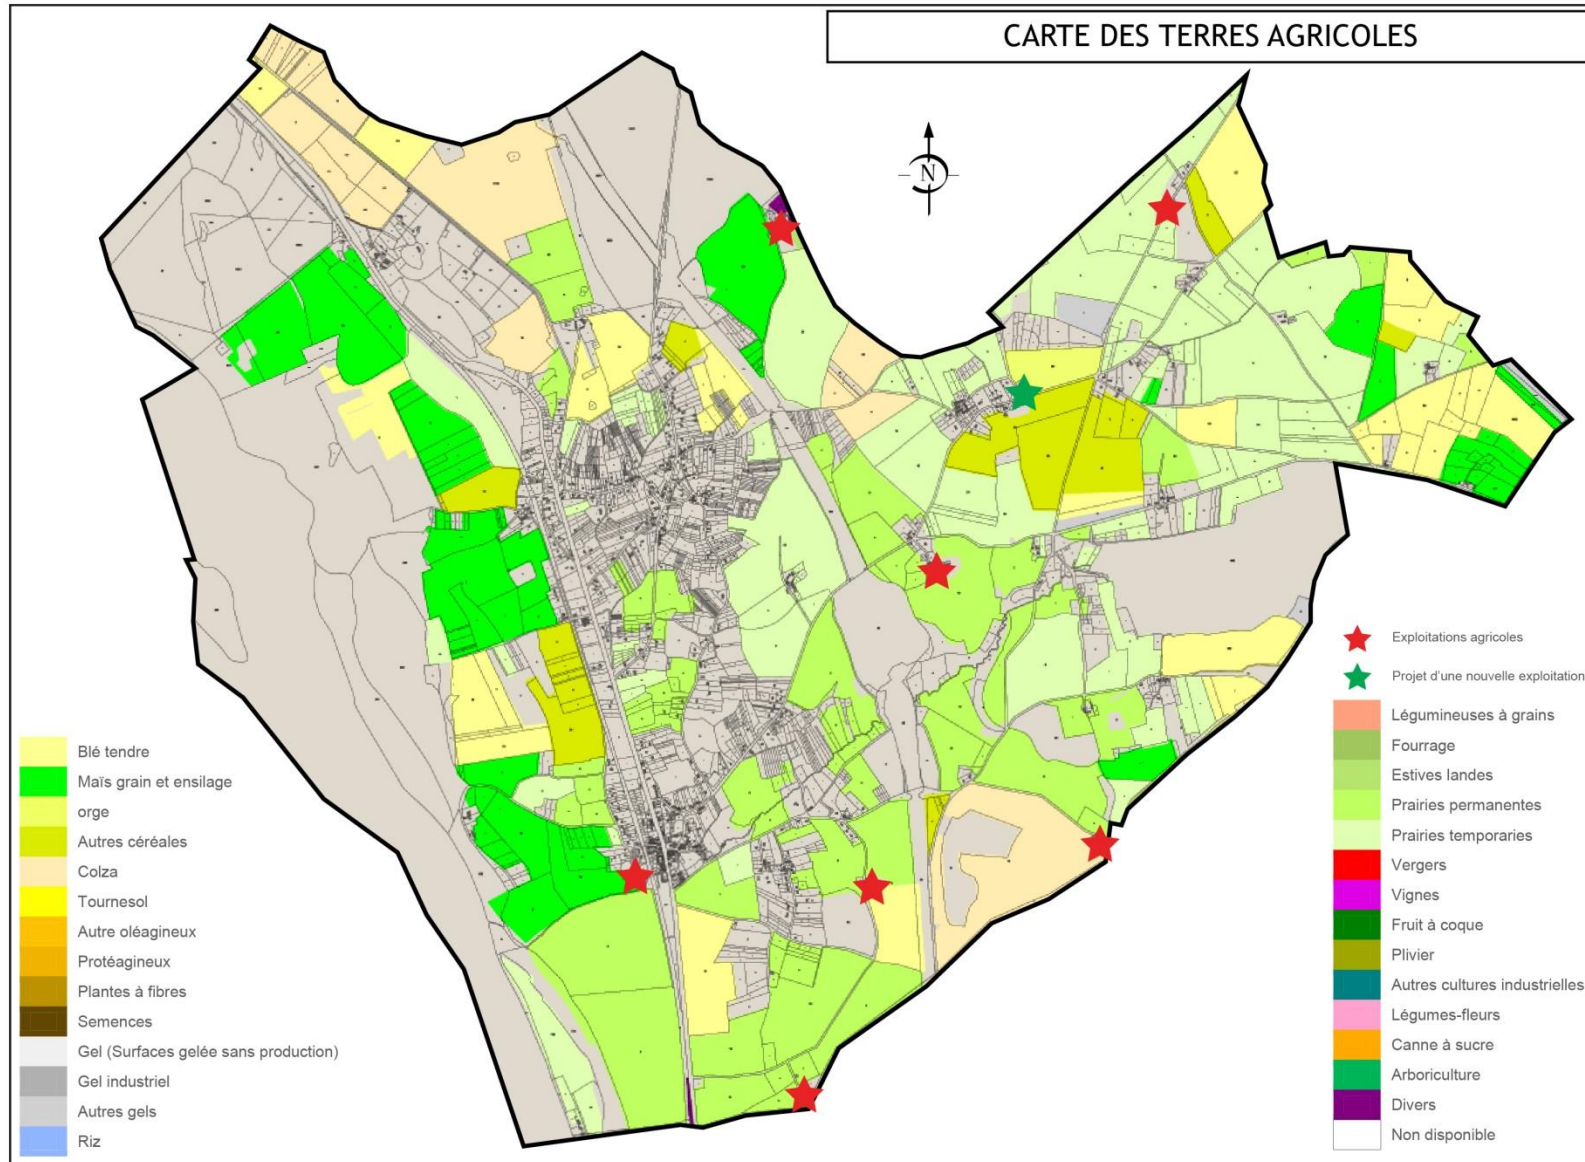 CARTE DES TERRES AGRICOLES
N
Exploitations agricoles
Projet d'une nouvelle exploitation
Blé tendre
Maïs grain et ensilage
orge
Autres céréales
Colza
Tournesol
Autre oléagineux
Protéagineux
Plantes à fibres
Semences
Gel (Surfaces gelée sans production)
Gel industriel
Autres gels
Riz
Légumineuses à grains
Fourrage
Estives landes
Prairies permanentes
Prairies temporaries
Vergers
Vignes
Fruit à coque
Plivier
Autres cultures industrielles
Légumes-fleurs
Canne à sucre
Arboriculture
Divers
Non disponible